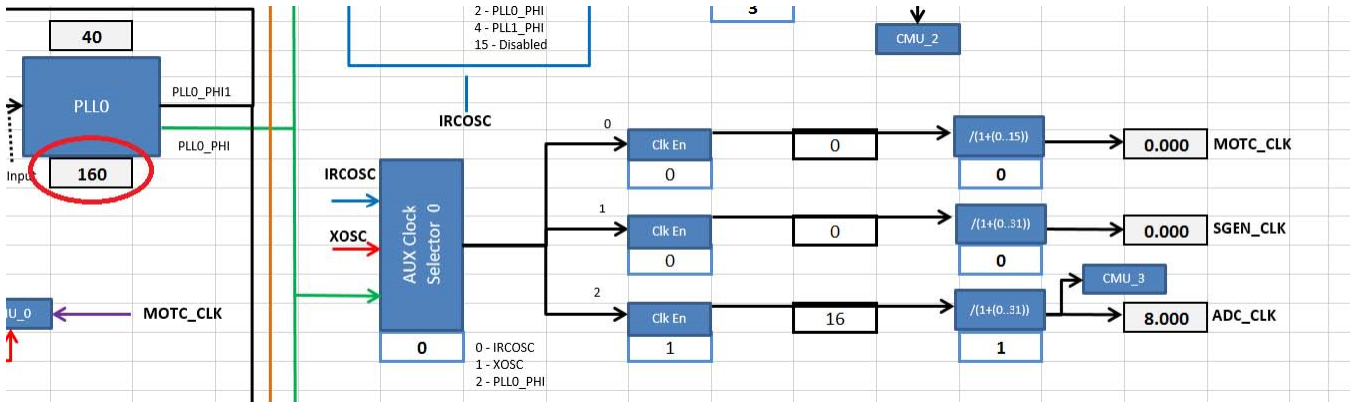 2 - PLL0_PHI
4 - PLL1_PHI
15 - Disabled
3
40
CMU_2
PLL0
PLL0_PHI1
PLL0_PHI
Input
160
IRCOSC
0
Clk En
0
0
/(1+(0..15))
0
0.000
MOTC_CLK
IRCOSC
XOSC
AUX Clock
Selector 0
0
0 - IRCOSC
1 - XOSC
2 - PLL0_PHI
1
Clk En
0
0
/(1+(0..31))
0
0.000
SGEN_CLK
CMU_3
2
Clk En
1
16
/(1+(0..31))
1
8.000
ADC_CLK
U_0
MOTC_CLK